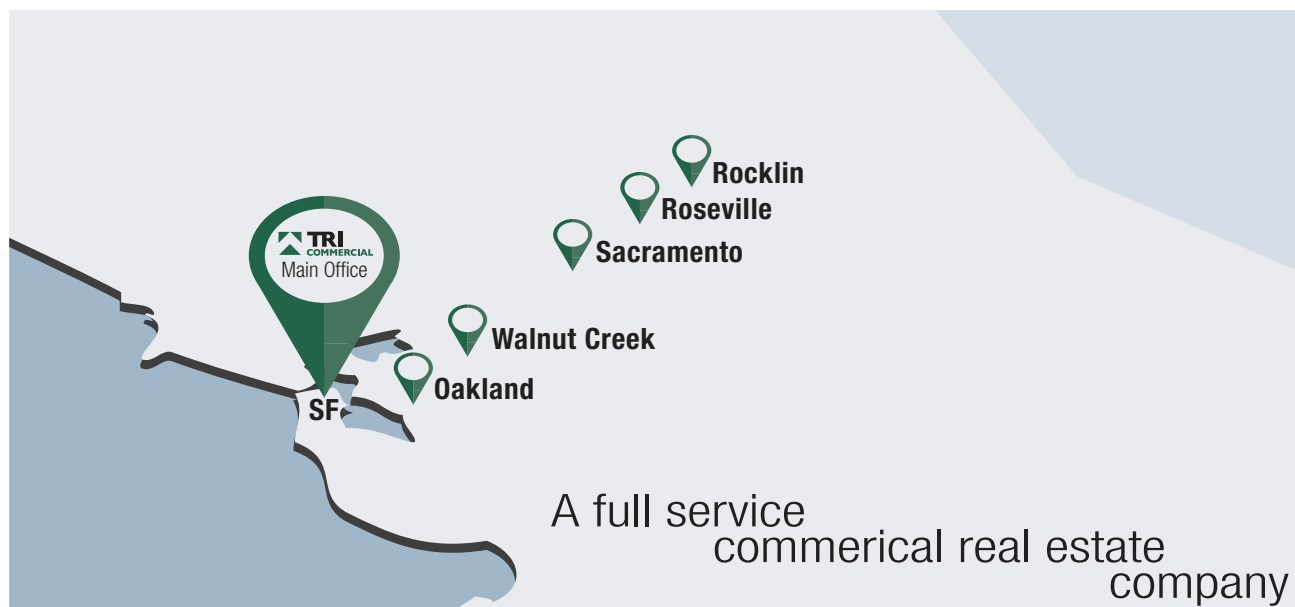 Rocklin
Roseville
Sacramento
TRI
COMMERCIAL
Main Office
Walnut Creek
Oakland
SF
A full service
commerical real estate
company